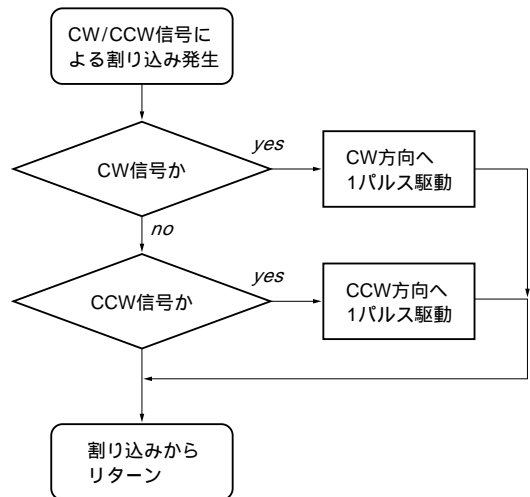 CW/CCW信号に
よる割り込み発生
CW信号か
yes
CW方向へ
1パルス駆動
no
CCW信号か
yes
CCW方向へ
1パルス駆動
割り込みから
リターン